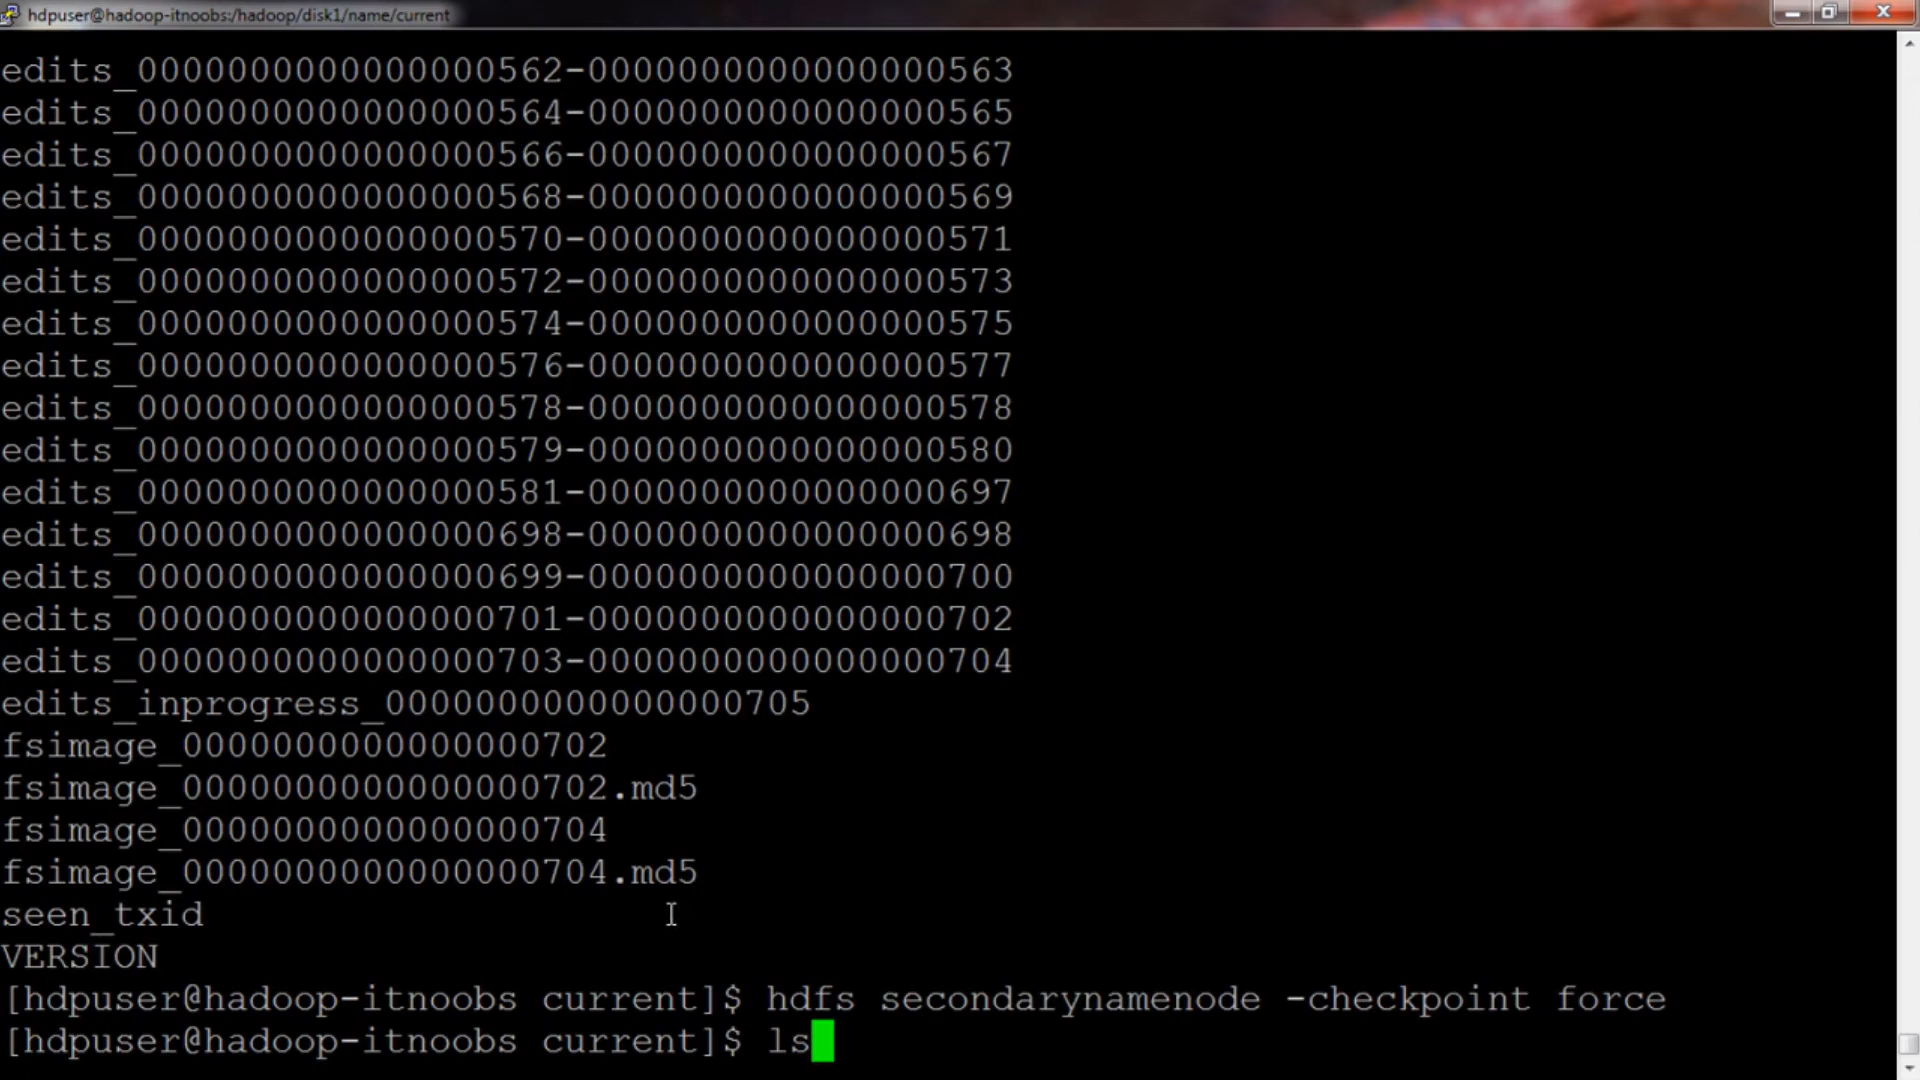 hdpuser@hadoop-itnoobs:/hadoop/disk1/name/current
edits_0000000000000000562-0000000000000000563
edits_0000000000000000564-0000000000000000565
edits_0000000000000000566-0000000000000000567
edits_0000000000000000568-0000000000000000569
edits_0000000000000000570-0000000000000000571
edits_0000000000000000572-0000000000000000573
edits_0000000000000000574-0000000000000000575
edits_0000000000000000576-0000000000000000577
edits_0000000000000000578-0000000000000000578
edits_0000000000000000579-0000000000000000580
edits_0000000000000000581-0000000000000000697
edits_0000000000000000698-0000000000000000698
edits_0000000000000000699-0000000000000000700
edits_0000000000000000701-0000000000000000702
edits_0000000000000000703-0000000000000000704
edits_inprogress_0000000000000000705
fsimage_0000000000000000702
fsimage_0000000000000000702.md5
fsimage_0000000000000000704
fsimage_0000000000000000704.md5
seen_txid
VERSION
[hdpuser@hadoop-itnoobs current]$ hdfs secondarynamenode -checkpoint force
[hdpuser@hadoop-itnoobs current]$ ls